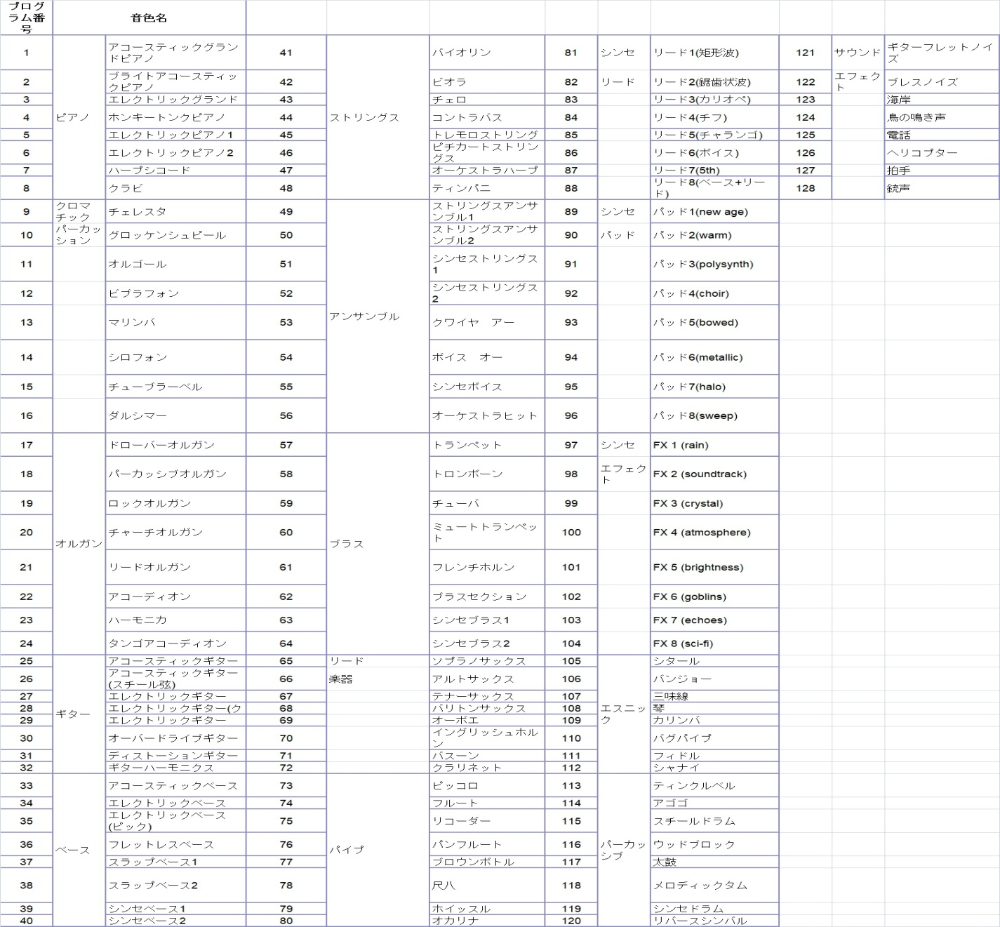 プログラム番号 音色名
1 ピアノ アコースティックグランドピアノ 41 ストリングス バイオリン 81 シンセ リード1(矩形波) 121 サウンド ギターフレットノイズ
2 ブライトアコースティックピアノ 42 ビオラ 82 リード リード2(鋸歯状波) 122 エフェクト ブレスノイズ
3 エレクトリックグランド 43 チェロ 83 リード3(カリオペ) 123 海岸
4 ホンキートンクピアノ 44 コントラバス 84 リード4(チフ) 124 鳥の鳴き声
5 エレクトリックピアノ1 45 トレモロストリング 85 リード5(チャランゴ) 125 電話
6 エレクトリックピアノ2 46 ピチカートストリングス 86 リード6(ボイス) 126 ヘリコプター
7 ハープシコード 47 オーケストラハープ 87 リード7(5th) 127 拍手
8 クラビ 48 ティンパニ 88 リード8(ベース+リード) 128 銃声
9 クロマチック チェレスタ 49 アンサンブル ストリングスアンサンブル1 89 シンセ パッド1(new age)
10 パーカッション グロッケンシュピール 50 ストリングスアンサンブル2 90 パッド パッド2(warm)
11 オルゴール 51 シンセストリングス1 91 パッド3(polysynth)
12 ビブラフォン 52 シンセストリングス2 92 パッド4(choir)
13 マリンバ 53 クワイヤ　アー 93 パッド5(bowed)
14 シロフォン 54 ボイス　オー 94 パッド6(metallic)
15 チューブラーベル 55 シンセボイス 95 パッド7(halo)
16 ダルシマー 56 オーケストラヒット 96 パッド8(sweep)
17 オルガン ドローバーオルガン 57 ブラス トランペット 97 シンセ FX 1 (rain)
18 パーカッシブオルガン 58 トロンボーン 98 エフェクト FX 2 (soundtrack)
19 ロックオルガン 59 チューバ 99 FX 3 (crystal)
20 チャーチオルガン 60 ミュートトランペット 100 FX 4 (atmosphere)
21 リードオルガン 61 フレンチホルン 101 FX 5 (brightness)
22 アコーディオン 62 ブラスセクション 102 FX 6 (goblins)
23 ハーモニカ 63 シンセブラス1 103 FX 7 (echoes)
24 タンゴアコーディオン 64 シンセブラス2 104 FX 8 (sci-fi)
25 ギター アコースティックギター 65 リード ソプラノサックス 105 エスニック シタール
26 アコースティックギター(スチール弦) 66 楽器 アルトサックス 106 バンジョー
27 エレクトリックギター 67 テナーサックス 107 三味線
28 エレクトリックギター(ク 68 バリトンサックス 108 琴
29 エレクトリックギター 69 オーボエ 109 カリンバ
30 オーバードライブギター 70 イングリッシュホルン 110 バグパイプ
31 ディストーションギター 71 バスーン 111 フィドル
32 ギターハーモニクス 72 クラリネット 112 シャナイ
33 ベース アコースティックベース 73 パイプ ピッコロ 113 パーカッシブ ティンクルベル
34 エレクトリックベース 74 フルート 114 アゴゴ
35 エレクトリックベース(ピック) 75 リコーダー 115 スチールドラム
36 フレットレスベース 76 パンフルート 116 ウッドブロック
37 スラップベース1 77 ブロウンボトル 117 太鼓
38 スラップベース2 78 尺八 118 メロディックタム
39 シンセベース1 79 ホイッスル 119 シンセドラム
40 シンセベース2 80 オカリナ 120 リバースシンバル